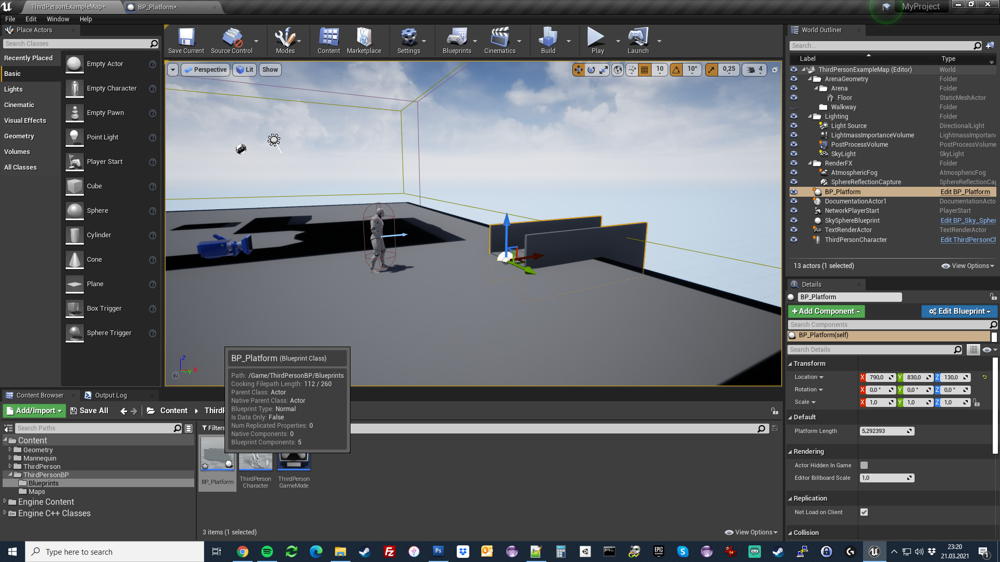 ThirdPersonExampleMap*
BP_Platform*
MyProject
File Edit Window Help
Place Actors
Search Classes
Recently Placed
Basic
Lights
Cinematic
Visual Effects
Geometry
Volumes
All Classes
Empty Actor
Empty Character
Empty Pawn
Point Light
Player Start
Cube
Sphere
Cylinder
Cone
Plane
Box Trigger
Sphere Trigger
Save Current
Source Control
Modes
Content
Marketplace
Settings
Blueprints
Cinematics
Build
Play
Launch
Perspective
Lit
Show
10
10°
0,25
4
Z
Y X
World Outliner
Search...
Label Type
ThirdPersonExampleMap (Editor) World
ArenaGeometry Folder
Arena Folder
Floor StaticMeshActor
Walkway Folder
Lighting Folder
Light Source DirectionalLight
LightmassImportanceVolume LightmassImportanc
PostProcessVolume PostProcessVolume
SkyLight SkyLight
RenderFX Folder
AtmosphericFog AtmosphericFog
SphereReflectionCapture SphereReflectionCa
BP_Platform Edit BP_Platform
DocumentationActor1 DocumentationActo
NetworkPlayerStart PlayerStart
SkySphereBlueprint Edit BP_Sky_Spher
TextRenderActor TextRenderActor
ThirdPersonCharacter Edit ThirdPersonCh
13 actors (1 selected) View Options
Details
BP_Platform
+Add Component
Edit Blueprint
Search Components
BP_Platform(self)
Search Details
Transform
Location X 790,0 Y 830,0 Z 130,0
Rotation X 0,0 ° Y 0,0 ° Z 0,0 °
Scale X 1,0 Y 1,0 Z 1,0
Default
Platform Length 5,292393
Rendering
Actor Hidden In Game
Editor Billboard Scale 1,0
Replication
Net Load on Client
Collision
BP_Platform (Blueprint Class)
Path: /Game/ThirdPersonBP/Blueprints
Cooking Filepath Length: 112 / 260
Parent Class: Actor
Native Parent Class: Actor
Blueprint Type: Normal
Is Data Only: False
Num Replicated Properties: 0
Native Components: 0
Blueprint Components: 5
Content Browser
Output Log
Add/Import
Save All
Content
ThirdP
Search Paths
Filters
Content
Geometry
Mannequin
ThirdPerson
ThirdPersonBP
Blueprints
Maps
Engine Content
Engine C++ Classes
BP_Platform
ThirdPerson
Character
ThirdPerson
GameMode
3 items (1 selected)
View Options
Type here to search
Ps
EPIC
GAMES
64
23:20
21.03.2021
1